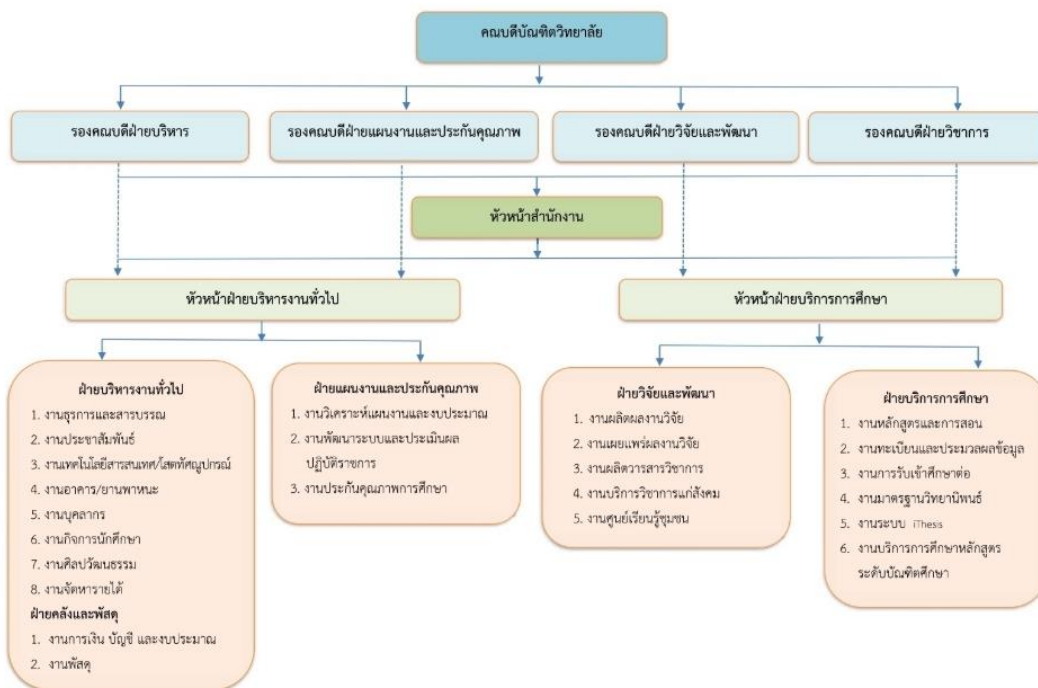 คณบดีบัณฑิตวิทยาลัย
รองคณบดีฝ่ายบริหาร
รองคณบดีฝ่ายแผนงานและประกันคุณภาพ
รองคณบดีฝ่ายวิจัยและพัฒนา
รองคณบดีฝ่ายวิชาการ
หัวหน้าสำนักงาน
หัวหน้าฝ่ายบริหารงานทั่วไป
หัวหน้าฝ่ายบริการการศึกษา
ฝ่ายบริหารงานทั่วไป
1. งานธุรการและสารบรรณ
2. งานประชาสัมพันธ์
3. งานเทคโนโลยีสารสนเทศ/โสตทัศณูปกรณ์
4. งานอาคาร/ยานพาหนะ
5. งานบุคลากร
6. งานกิจการนักศึกษา
7. งานศิลปวัฒนธรรม
8. งานจัดหารายได้
ฝ่ายคลังและพัสดุ
1. งานการเงิน บัญชี และงบประมาณ
2. งานพัสดุ
ฝ่ายแผนงานและประกันคุณภาพ
1. งานวิเคราะห์แผนงานและงบประมาณ
2. งานพัฒนาระบบและประเมินผล
ปฏิบัติราชการ
3. งานประกันคุณภาพการศึกษา
ฝ่ายวิจัยและพัฒนา
1. งานผลิตผลงานวิจัย
2. งานเผยแพร่ผลงานวิจัย
3. งานผลิตวารสารวิชาการ
4. งานบริการวิชาการแก่สังคม
5. งานศูนย์เรียนรู้ชุมชน
ฝ่ายบริการการศึกษา
1. งานหลักสูตรและการสอน
2. งานทะเบียนและประมวลผลข้อมูล
3. งานการรับเข้าศึกษาต่อ
4. งานมาตรฐานวิทยานิพนธ์
5. งานระบบ iThesis
6. งานบริการการศึกษาหลักสูตร
ระดับบัณฑิตศึกษา